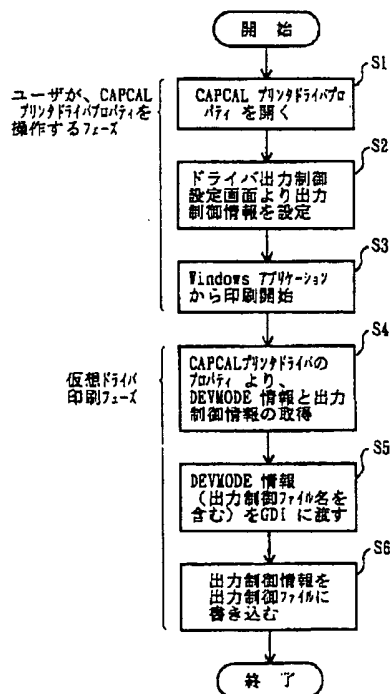 開 始
S1
ユーザが、CAPCAL
プリンタドライバプロパティを
操作するフェーズ
CAPCAL プリンタドライバプロ
パティ を開く
S2
ドライバ出力制御
設定画面より出力
制御情報を設定
S3
Windows アプリケーション
から印刷開始
S4
仮想ドライバ
印刷フェーズ
CAPCALプリンタドライバの
プロパティ より、
DEVMODE 情報と出力
制御情報の取得
S5
DEVMODE 情報
(出力制御ファイル名を
含む)をGDI に渡す
S6
出力制御情報を
出力制御ファイルに
書き込む
終 了